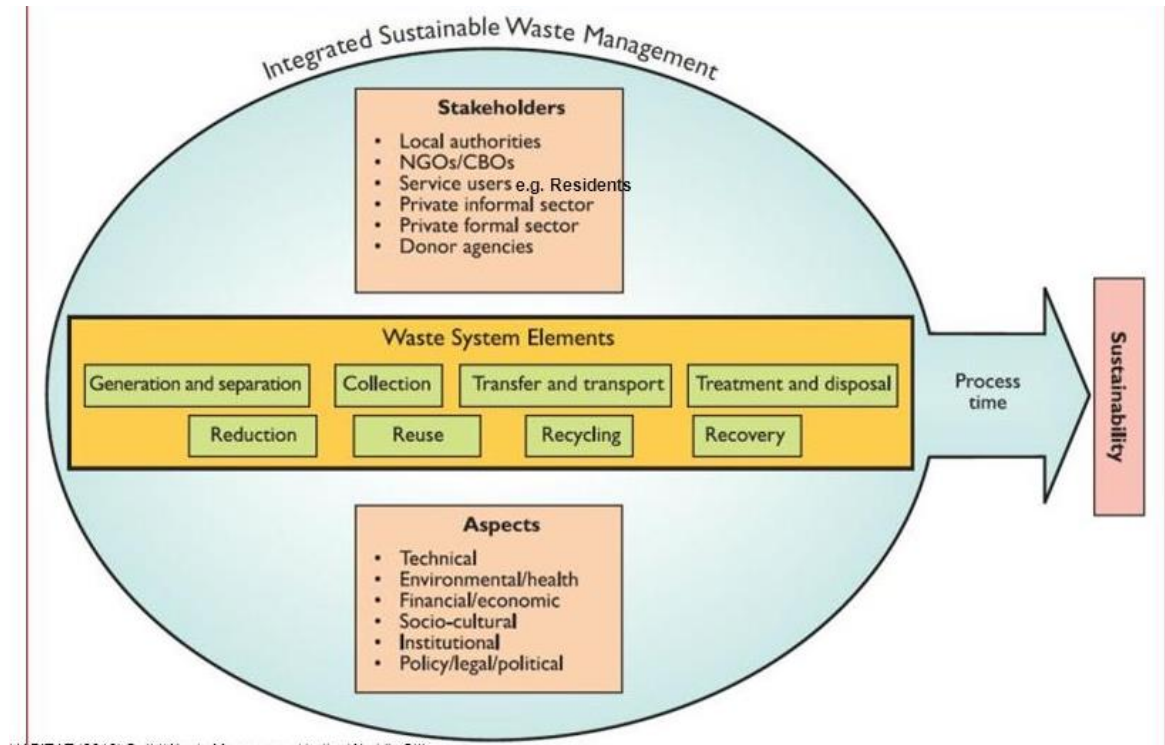 Integrated Sustainable Waste Management
Stakeholders
• Local authorities
• NGOs/CBOs
• Service users e.g. Residents
• Private informal sector
• Private formal sector
• Donor agencies
Waste System Elements
Generation and separation
Collection
Transfer and transport
Treatment and disposal
Reduction
Reuse
Recycling
Recovery
Process
time
Sustainability
Aspects
• Technical
• Environmental/health
• Financial/economic
• Socio-cultural
• Institutional
• Policy/legal/political